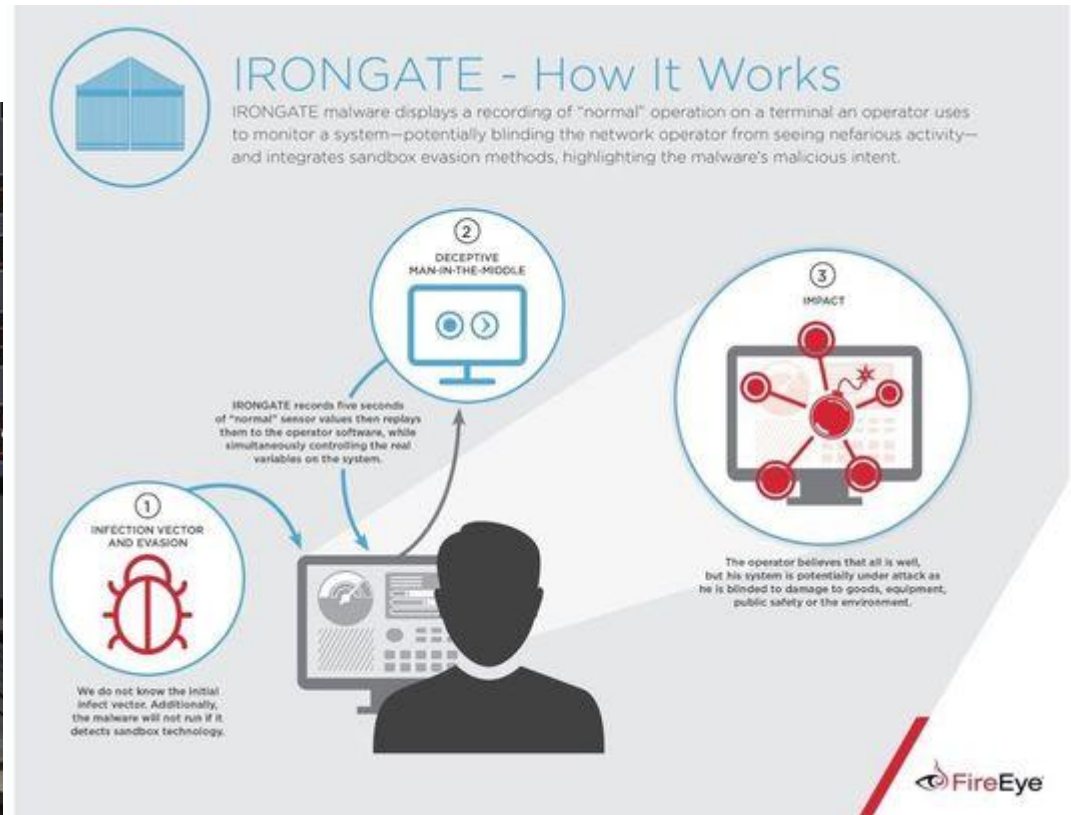 IRONGATE - How It Works
IRONGATE malware displays a recording of "normal" operation on a terminal an operator uses
to monitor a system—potentially blinding the network operator from seeing nefarious activity—
and integrates sandbox evasion methods, highlighting the malware's malicious intent.
1
INFECTION VECTOR
AND EVASION
We do not know the initial
infect vector. Additionally,
the malware will not run if it
detects sandbox technology.
2
DECEPTIVE
MAN-IN-THE-MIDDLE
IRONGATE records five seconds
of "normal" sensor values then replays
them to the operator software, while
simultaneously controlling the real
variables on the system.
3
IMPACT
The operator believes that all is well,
but his system is potentially under attack as
he is blinded to damage to goods, equipment,
public safety or the environment.
FireEye